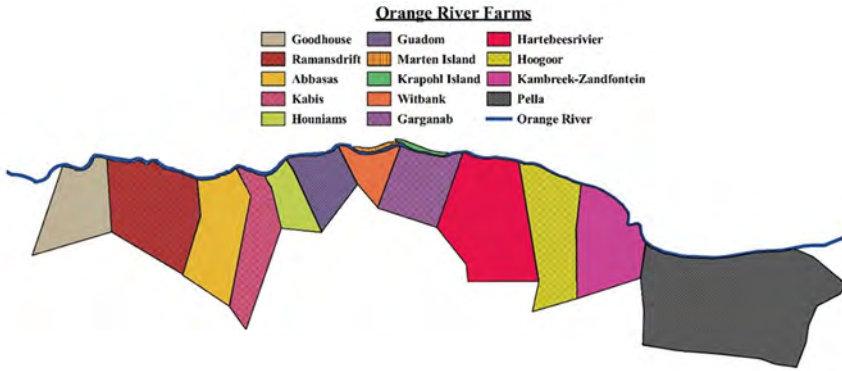 Orange River Farms
Goodhouse
Ramansdrift
Abbasas
Kabis
Houniams
Guadom
Marten Island
Krapohl Island
Witbank
Garganab
Hartebeesrivier
Hoogoor
Kambreek-Zandfontein
Pella
Orange River